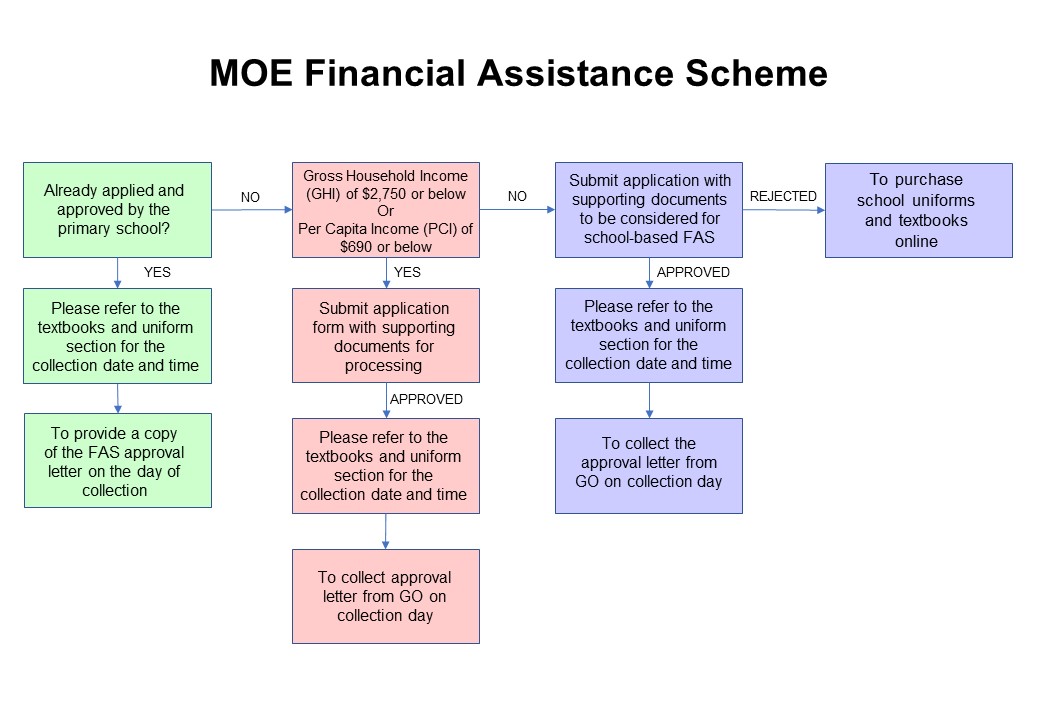 MOE Financial Assistance Scheme
Already applied and
approved by the
primary school?
NO
Gross Household Income
(GHI) of $2,750 or below
Or
Per Capita Income (PCI) of
$690 or below
NO
Submit application with
supporting documents
to be considered for
school-based FAS
REJECTED
To purchase
school uniforms
and textbooks
online
YES
Please refer to the
textbooks and uniform
section for the
collection date and time
To provide a copy
of the FAS approval
letter on the day of
collection
YES
Submit application
form with supporting
documents for
processing
APPROVED
Please refer to the
textbooks and uniform
section for the
collection date and time
To collect approval
letter from GO on
collection day
APPROVED
Please refer to the
textbooks and uniform
section for the
collection date and time
To collect the
approval letter from
GO on collection day